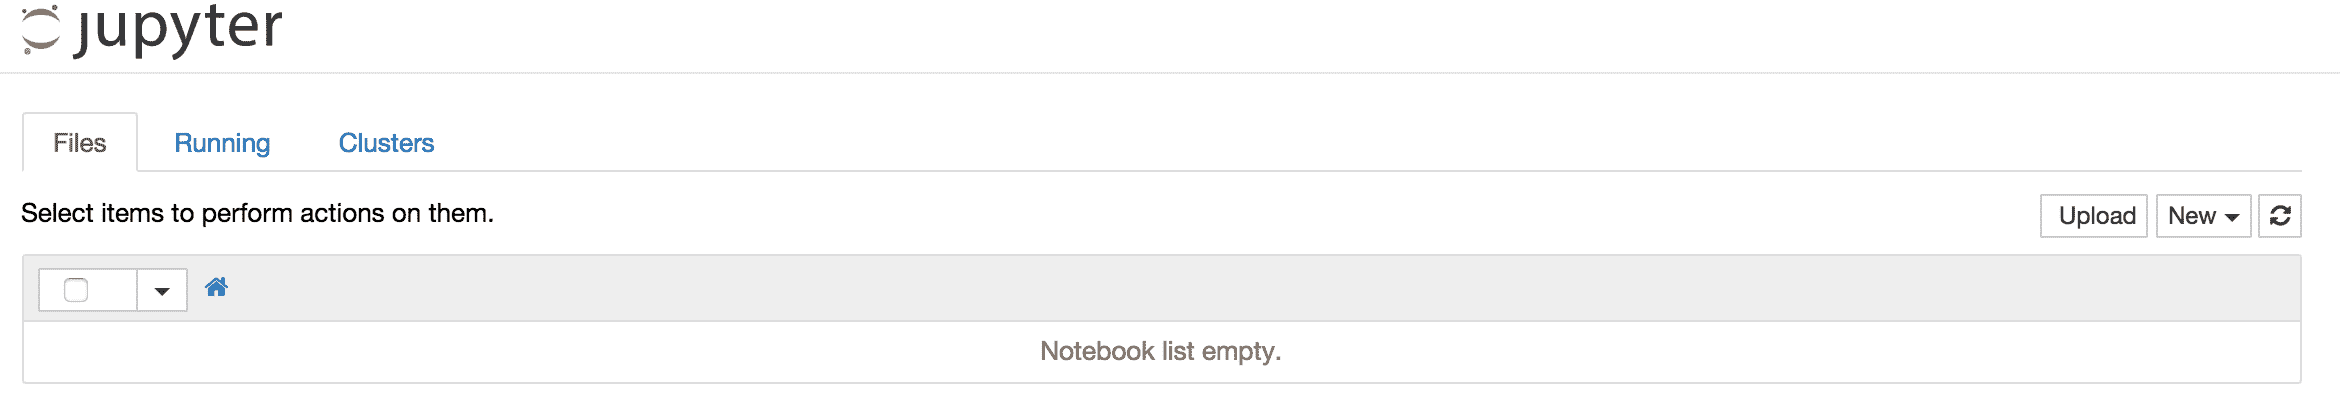 jupyter
Files Running Clusters
Select items to perform actions on them.
Upload New
Notebook list empty.